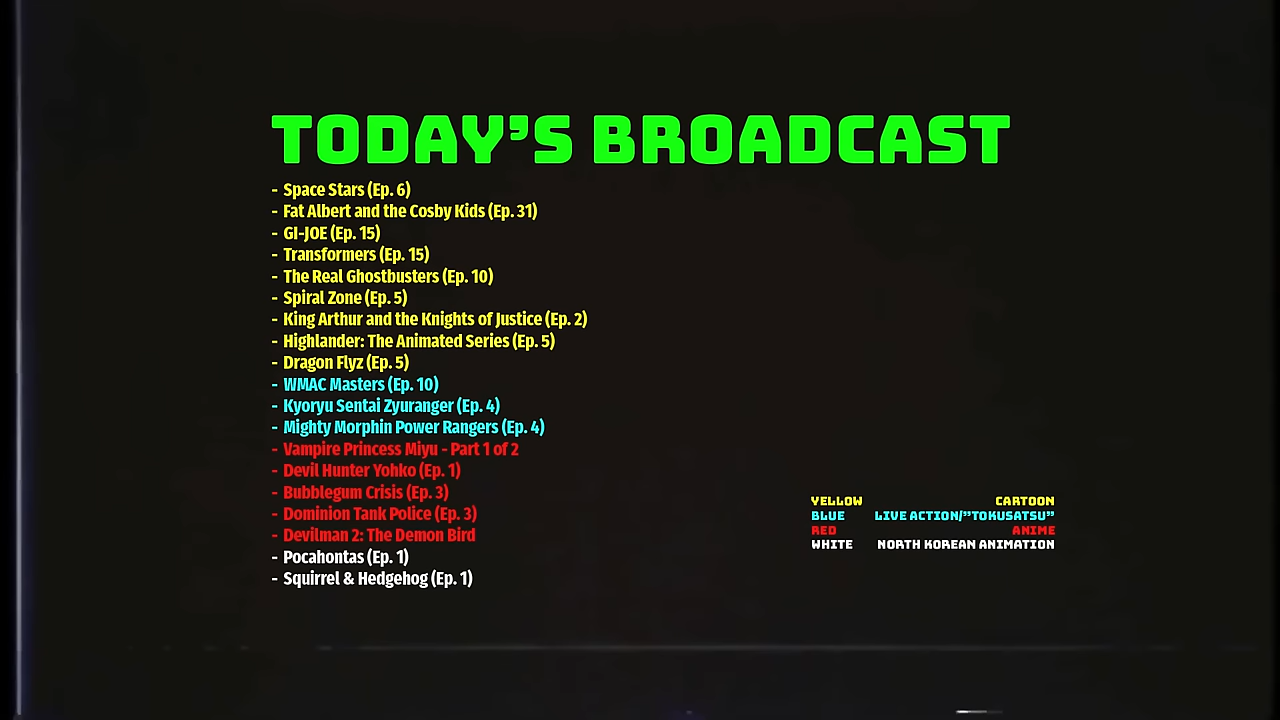 TODAY'S BROADCAST
- Space Stars (Ep. 6)
- Fat Albert and the Cosby Kids (Ep. 31)
- GI-JOE (Ep. 15)
- Transformers (Ep. 15)
- The Real Ghostbusters (Ep. 10)
- Spiral Zone (Ep. 5)
- King Arthur and the Knights of Justice (Ep. 2)
- Highlander: The Animated Series (Ep. 5)
- Dragon Flyz (Ep. 5)
- WMAC Masters (Ep. 10)
- Kyoryu Sentai Zyuranger (Ep. 4)
- Mighty Morphin Power Rangers (Ep. 4)
- Vampire Princess Miyu - Part 1 of 2
- Devil Hunter Yohko (Ep. 1)
- Bubblegum Crisis (Ep. 3)
- Dominion Tank Police (Ep. 3)
- Devilman 2: The Demon Bird
- Pocahontas (Ep. 1)
- Squirrel & Hedgehog (Ep. 1)
YELLOW CARTOON
BLUE LIVE ACTION/"TOKUSATSU"
RED ANIME
WHITE NORTH KOREAN ANIMATION